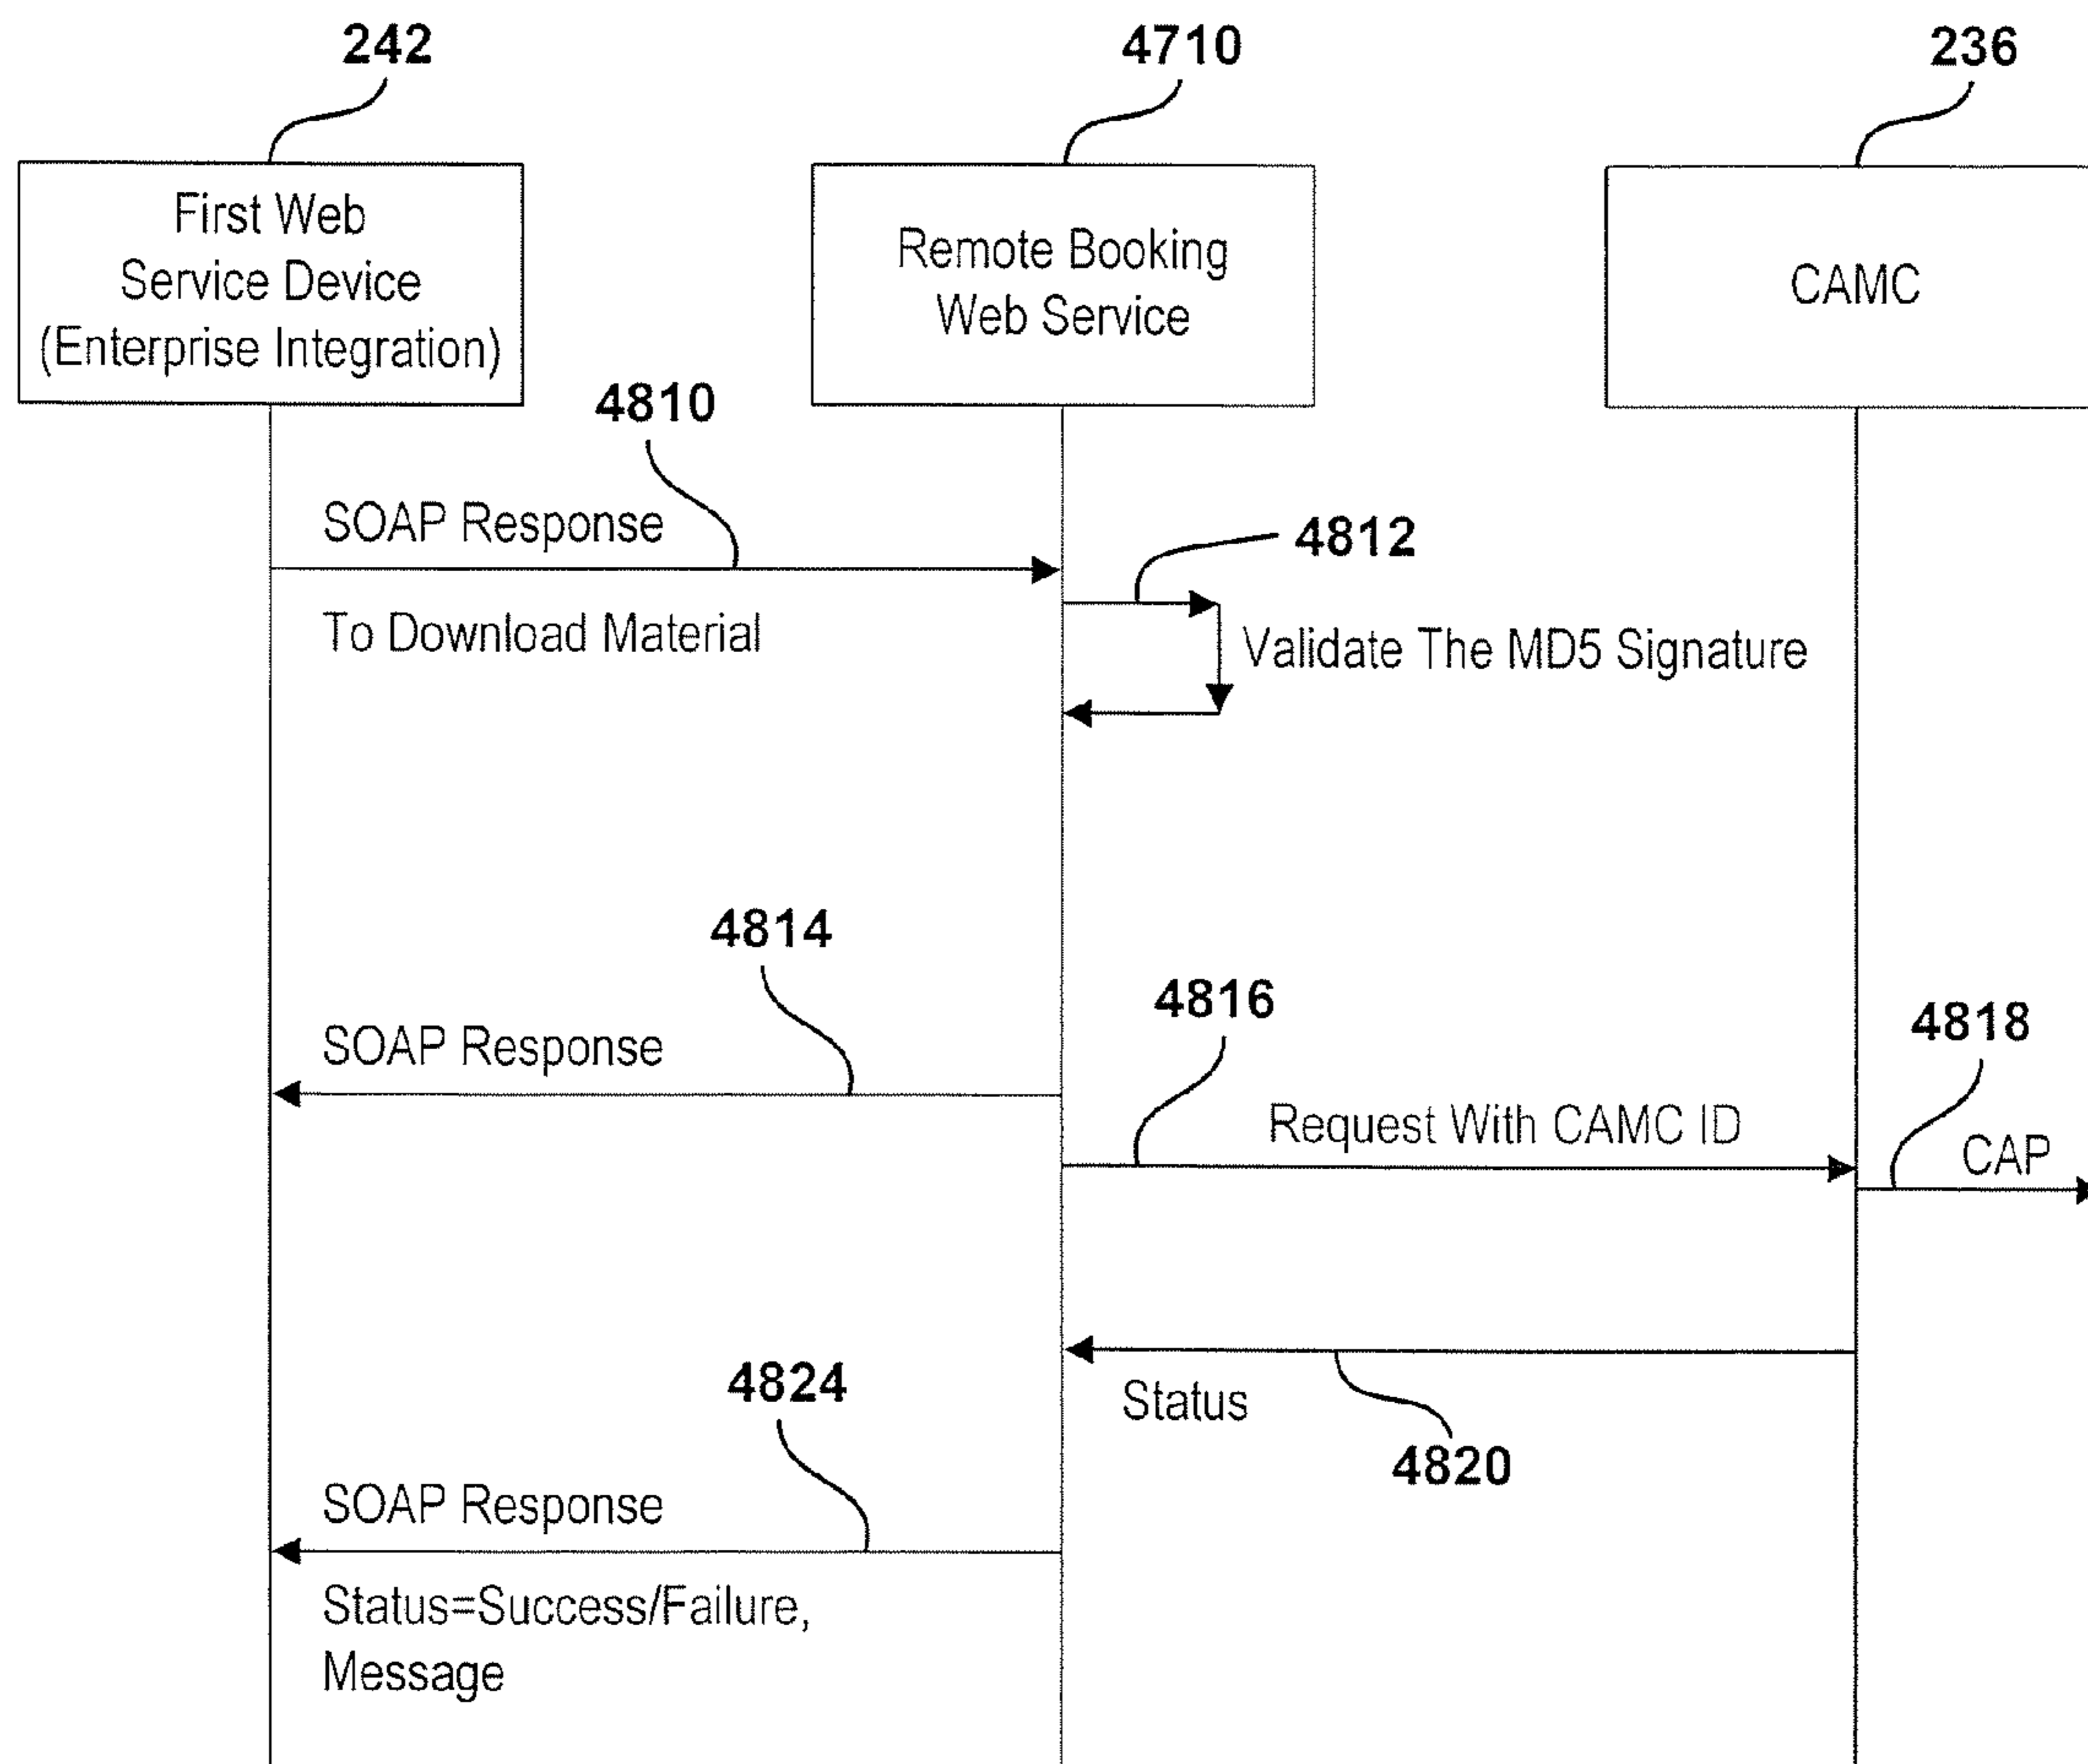 242
4710
236
First Web
Service Device
(Enterprise Integration)
Remote Booking
Web Service
CAMC
4810
SOAP Response
To Download Material
4812
Validate The MD5 Signature
4814
SOAP Response
4816
Request With CAMC ID
4818
CAP
4820
Status
4824
SOAP Response
Status=Success/Failure,
Message